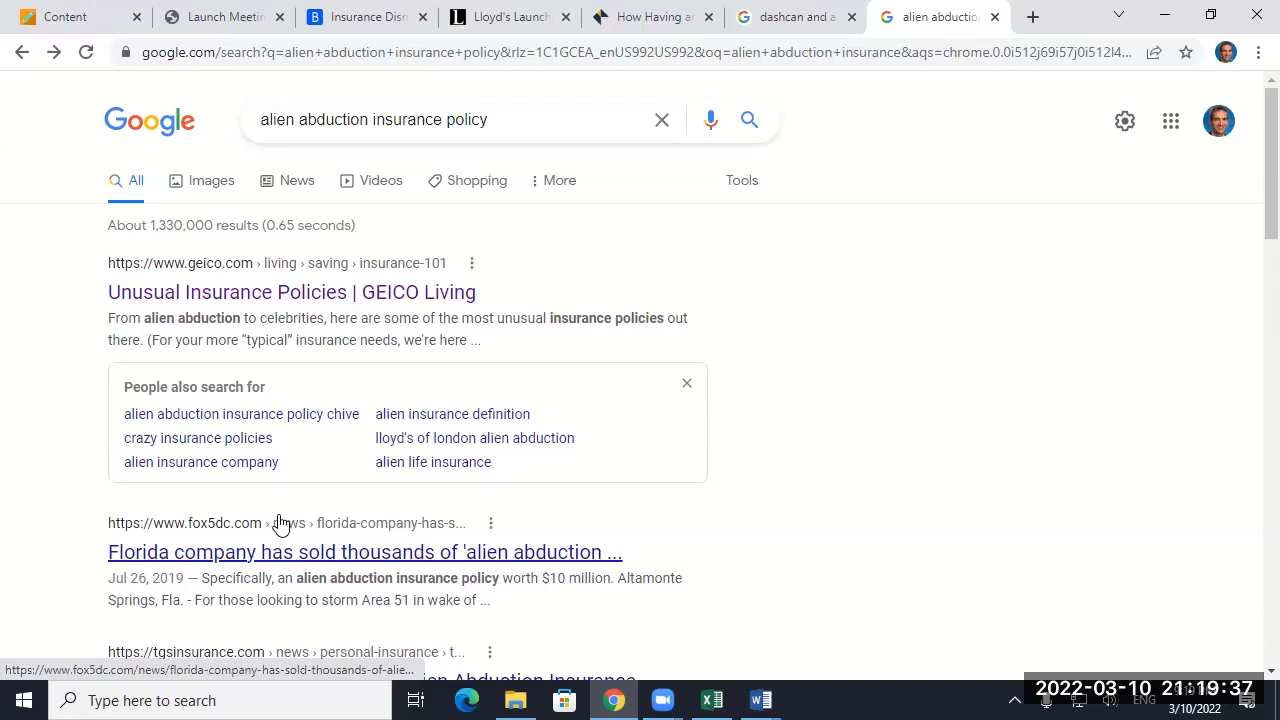 Content
Launch Meetin
Insurance Disr
Lloyd's Launch
How Having an
dashcan and a
alien abductio
google.com/search?q=alien+abduction+insurance+policy&rlz=1C1GCEA_enUS992US992&oq=alien+abduction+insurance&aqs=chrome.0.0i512j69i57j0i512l4...
Google
alien abduction insurance policy
All
Images
News
Videos
Shopping
More
Tools
About 1,330,000 results (0.65 seconds)
https://www.geico.com › living › saving › insurance-101
Unusual Insurance Policies | GEICO Living
From alien abduction to celebrities, here are some of the most unusual insurance policies out
there. (For your more “typical” insurance needs, we're here ...
People also search for
alien abduction insurance policy chive
alien insurance definition
crazy insurance policies
lloyd's of london alien abduction
alien insurance company
alien life insurance
https://www.fox5dc.com › news › florida-company-has-s...
Florida company has sold thousands of 'alien abduction ...
Jul 26, 2019 — Specifically, an alien abduction insurance policy worth $10 million. Altamonte
Springs, Fla. - For those looking to storm Area 51 in wake of ...
https://tgsinsurance.com › news › personal-insurance › t...
Abduction Insurance
https://www.fox5dc.com/news/florida-company-has-sold-thousands-of-alie...
Type here to search
2022-03-10 21:19:37
ENG
3/10/2022